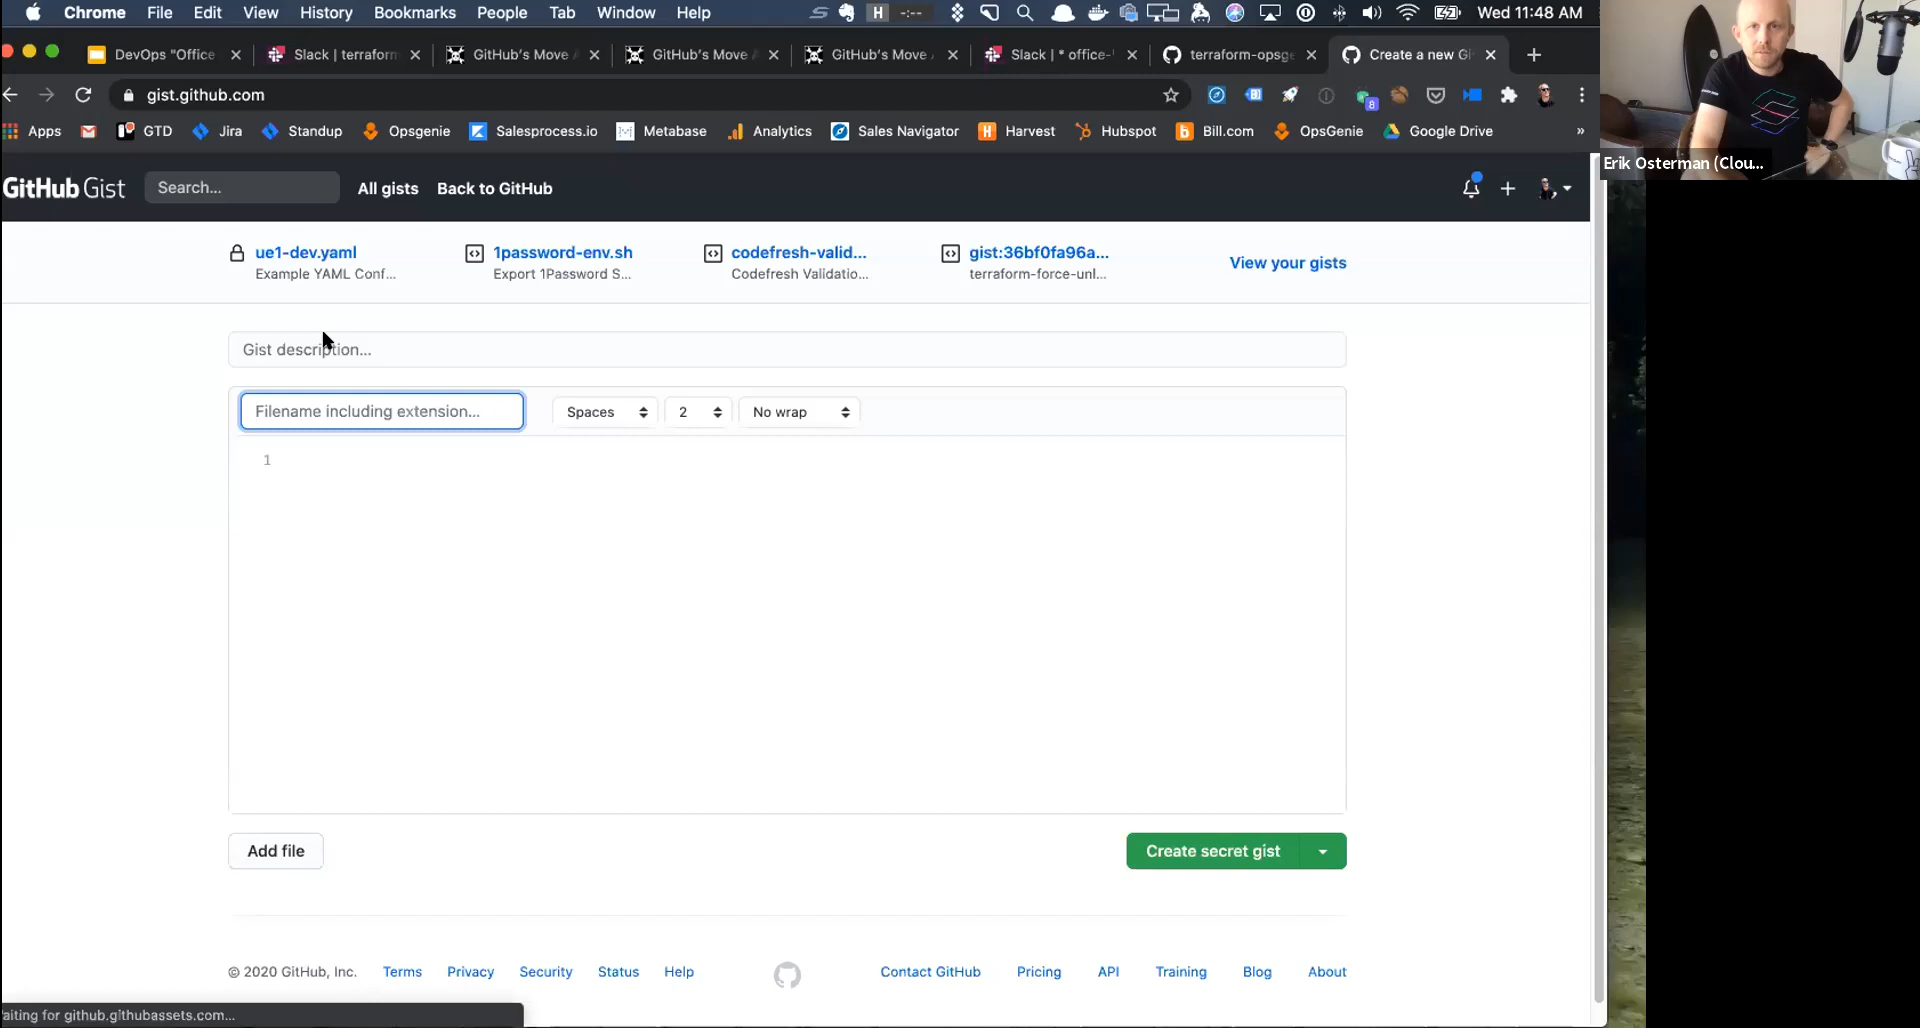 Chrome File Edit View History Bookmarks People Tab Window Help H -:-- Wed 11:48 AM
DevOps "Office Slack | terraform GitHub's Move GitHub's Move GitHub's Move Slack | * office- terraform-opsge Create a new Gi
gist.github.com 8
Apps GTD Jira Standup Opsgenie Salesprocess.io Metabase Analytics Sales Navigator Harvest Hubspot Bill.com OpsGenie Google Drive »
Erik Osterman (Clou...
GitHub Gist Search... All gists Back to GitHub
ue1-dev.yaml 1password-env.sh codefresh-valid... gist:36bf0fa96a...
Example YAML Conf... Export 1Password S... Codefresh Validatio... terraform-force-unl...
View your gists
Gist description...
Filename including extension... Spaces 2 No wrap
1
Add file Create secret gist
© 2020 GitHub, Inc. Terms Privacy Security Status Help Contact GitHub Pricing API Training Blog About
aiting for github.githubassets.com...